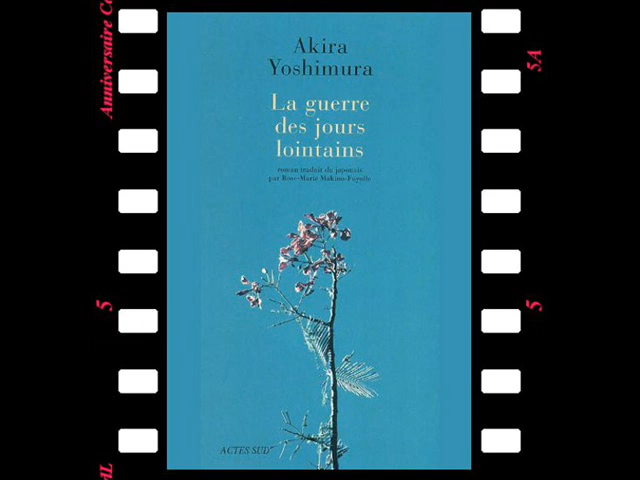 Akira
Yoshimura
La guerre
des jours
lointains
roman traduit du japonais
par Rose-Marie Makino-Fayolle
ACTES SUD
Anniversaire
5A
5
5